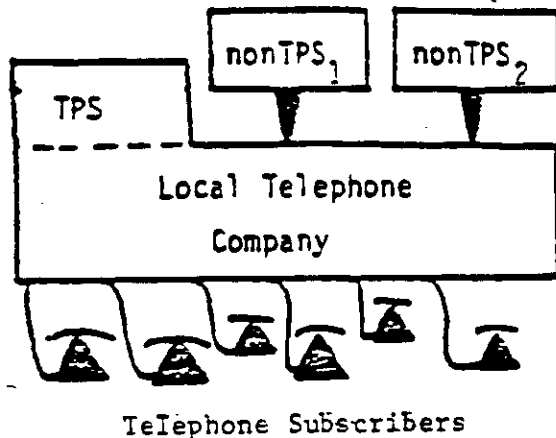 nonTPS1 nonTPS2
TPS
Local Telephone
Company
Telephone Subscribers